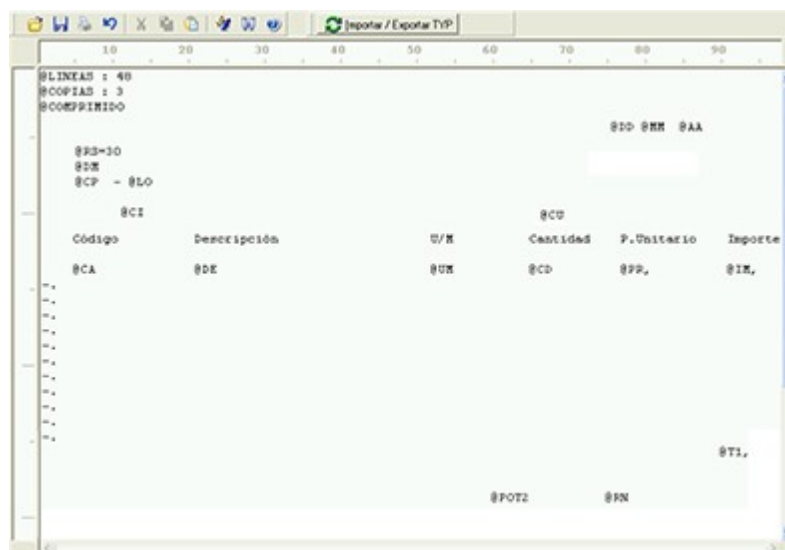 Importar / Exportar TYP
10 20 30 40 50 60 70 80 90
@LINEAS : 48
@COPIAS : 3
@COMPRIMIDO
@DD @MM @AA
@RS=30
@DM
@CP - @LO
@CI @CU
Código Descripción U/M Cantidad P.Unitario Importe
@CA @DE @UM @CD @PR, @IM,
-.
-.
-.
-.
-.
-.
-.
-.
-.
-.
-.
@T1,
@POT2 @RN